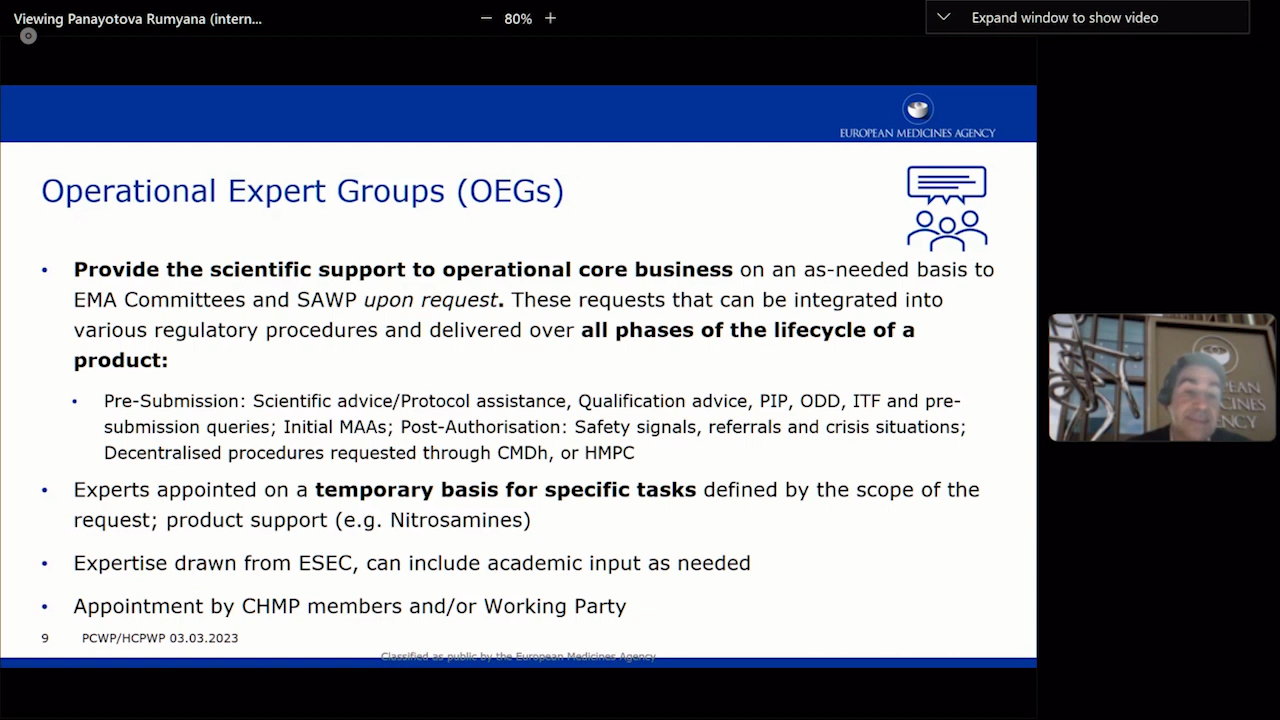 Viewing Panayotova Rumyana (intern...
− 80% +
Expand window to show video
EUROPEAN MEDICINES AGENCY
Operational Expert Groups (OEGs)
• Provide the scientific support to operational core business on an as-needed basis to
EMA Committees and SAWP upon request. These requests that can be integrated into
various regulatory procedures and delivered over all phases of the lifecycle of a
product:
• Pre-Submission: Scientific advice/Protocol assistance, Qualification advice, PIP, ODD, ITF and pre-
submission queries; Initial MAAs; Post-Authorisation: Safety signals, referrals and crisis situations;
Decentralised procedures requested through CMDh, or HMPC
• Experts appointed on a temporary basis for specific tasks defined by the scope of the
request; product support (e.g. Nitrosamines)
• Expertise drawn from ESEC, can include academic input as needed
• Appointment by CHMP members and/or Working Party
9 PCWP/HCPWP 03.03.2023
Classified as public by the European Medicines Agency
EAN
CINES
ENCY